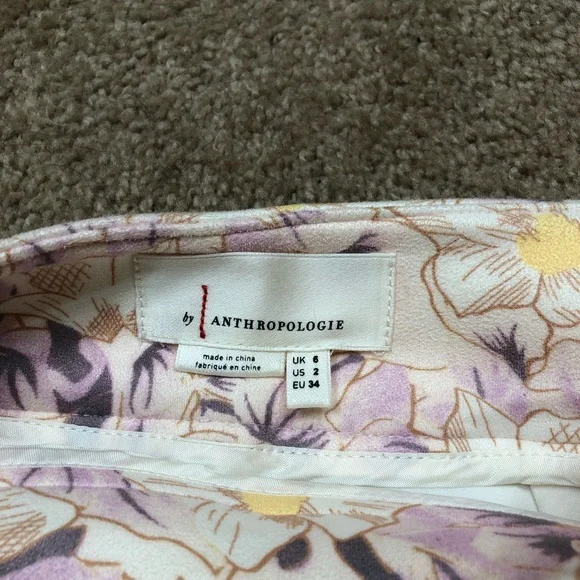 by ANTHROPOLOGIE
made in china
fabriqué en chine
UK 6
US 2
EU 34